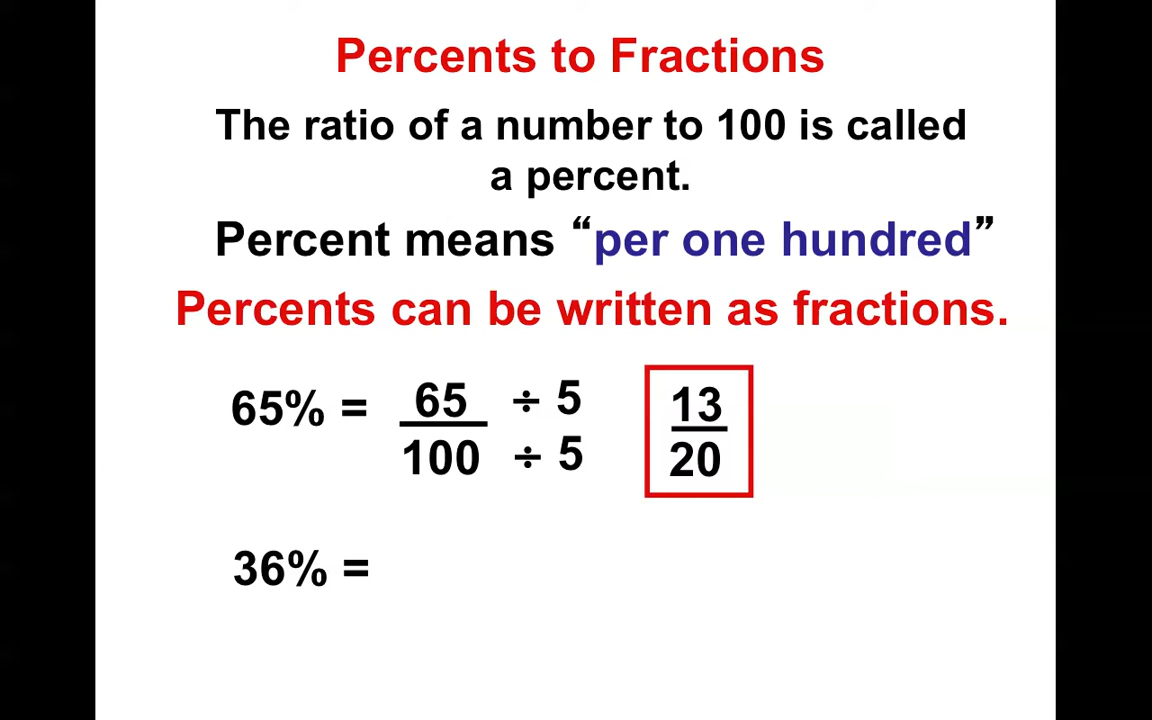 Percents to Fractions
The ratio of a number to 100 is called
a percent.
Percent means “per one hundred”
Percents can be written as fractions.
65% = 65 ÷ 5 13
100 ÷ 5 20
36% =